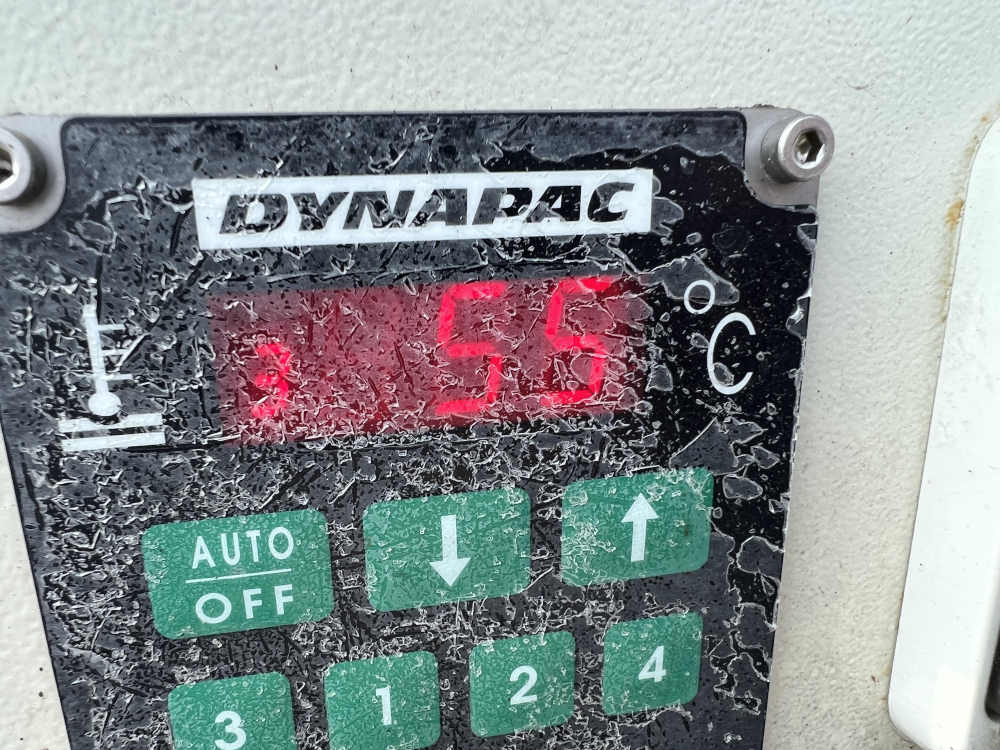 DYNAPAC
3 55 °C
AUTO
OFF
3 1 2 4